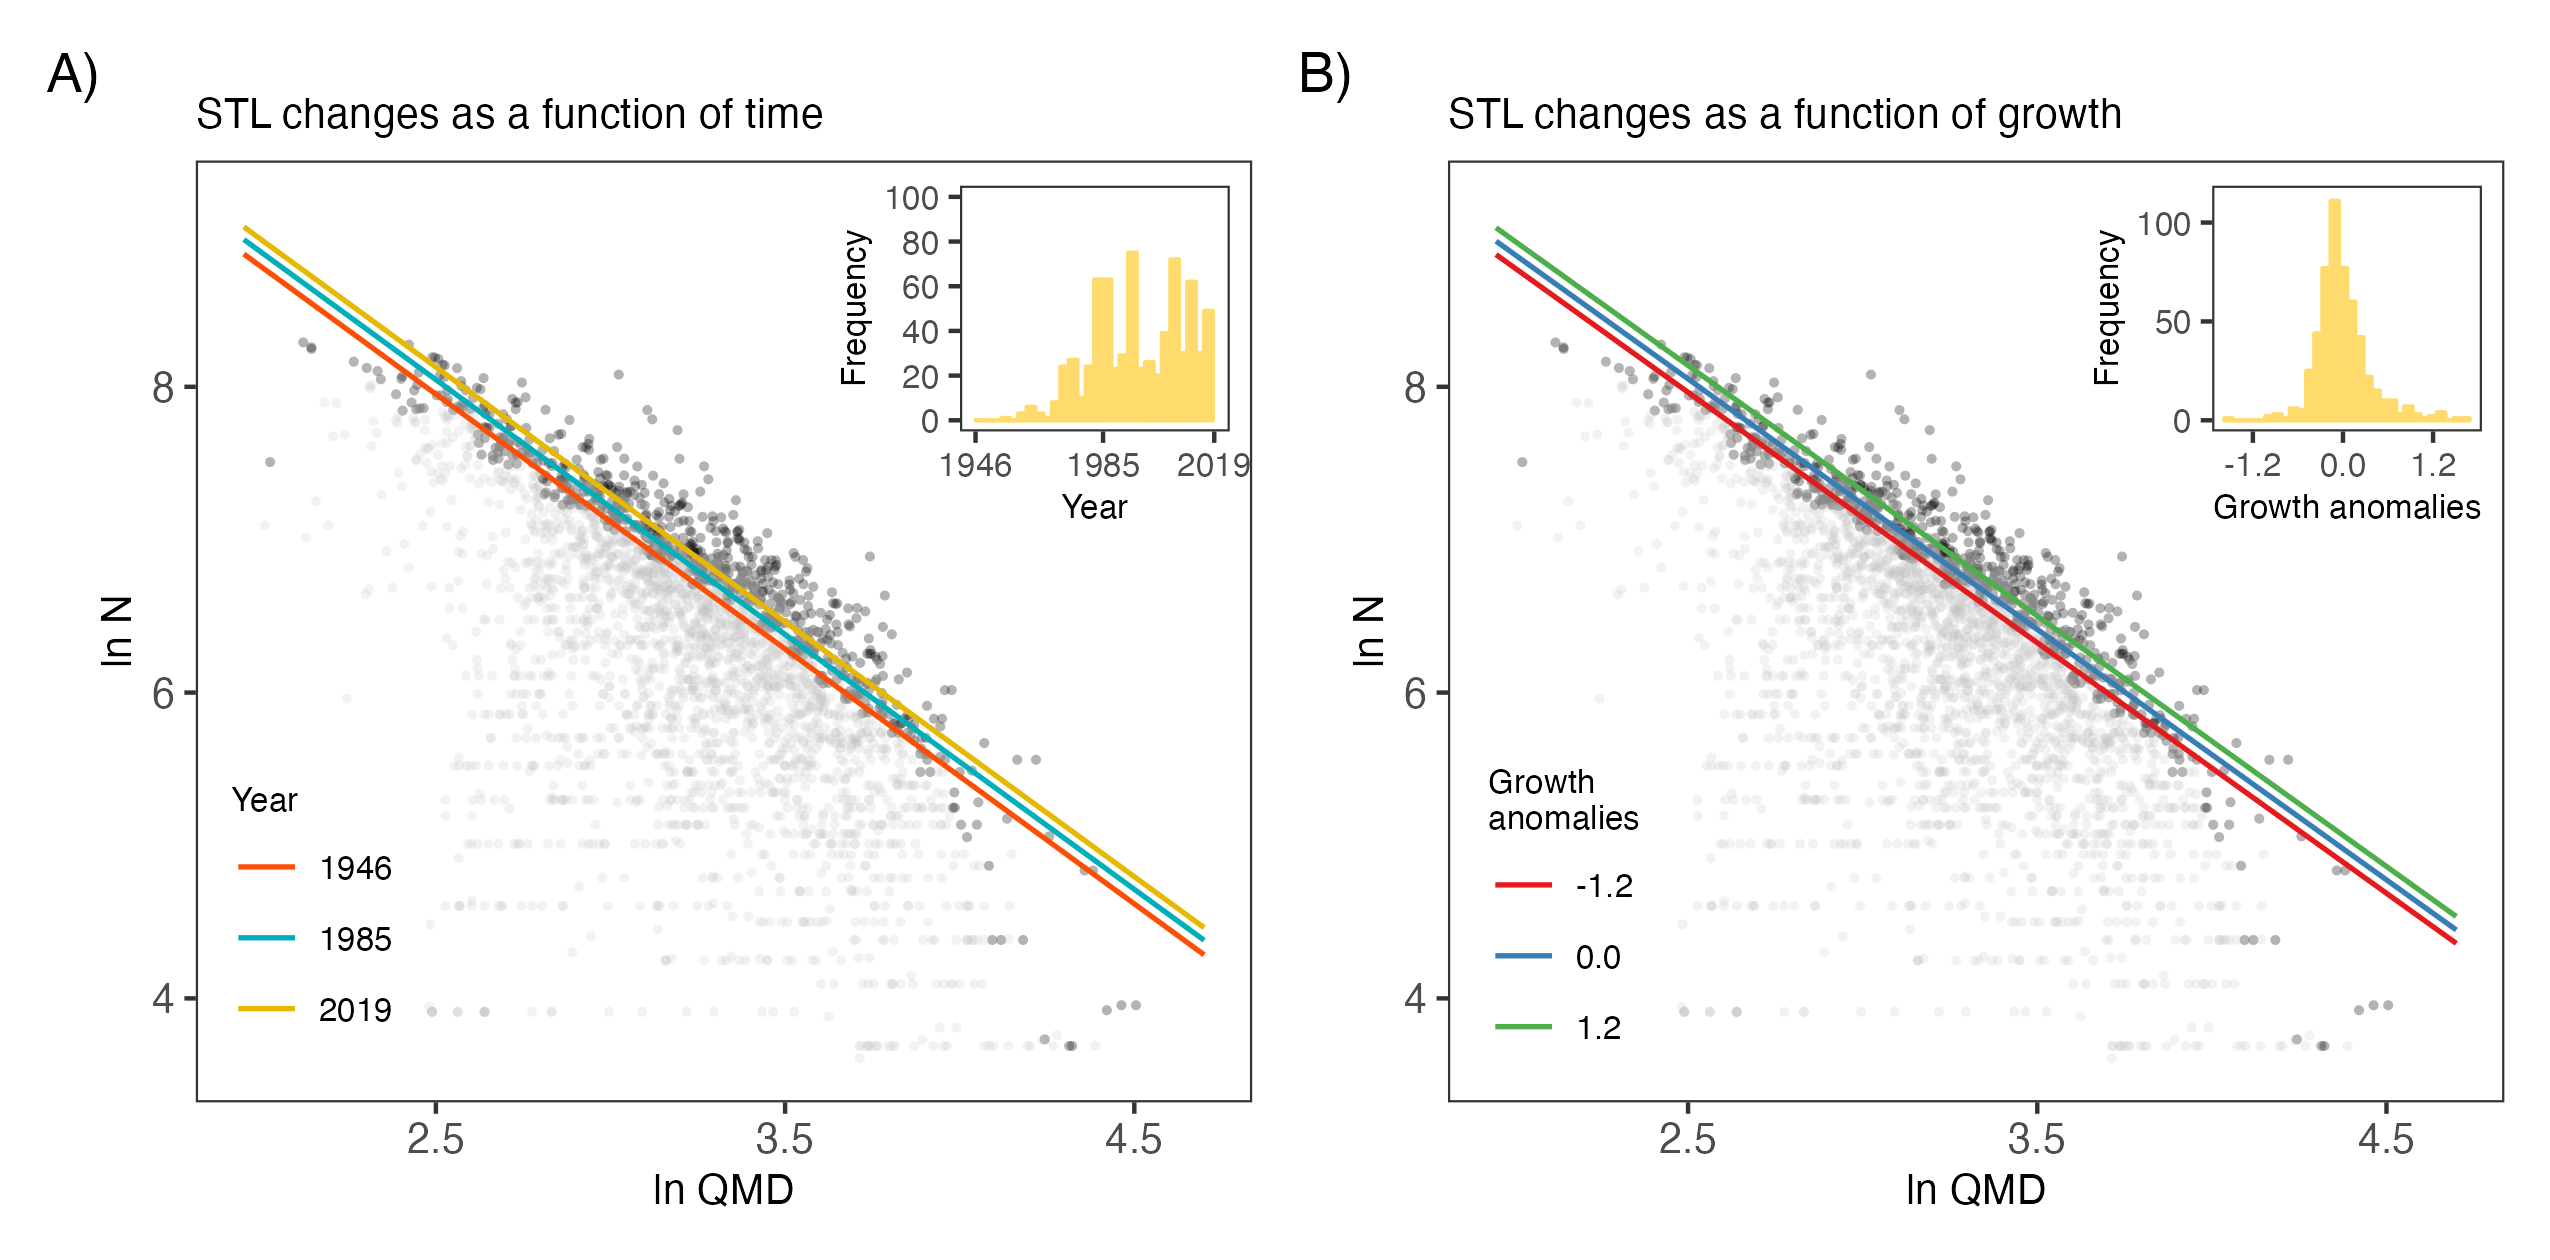 A)
STL changes as a function of time
ln N
8
6
4
2.5 3.5 4.5
ln QMD
Year
1946
1985
2019
Frequency
100
80
60
40
20
0
1946 1985 2019
Year
B)
STL changes as a function of growth
ln N
8
6
4
2.5 3.5 4.5
ln QMD
Growth
anomalies
-1.2
0.0
1.2
Frequency
100
50
0
-1.2 0.0 1.2
Growth anomalies